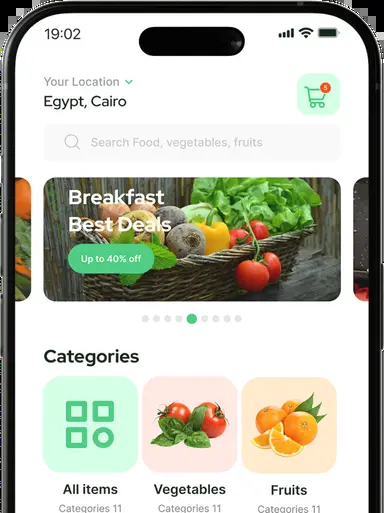 19:02
Your Location
Egypt, Cairo
5
Search Food, vegetables, fruits
Breakfast
Best Deals
Up to 40% off
Categories
All items
Vegetables
Fruits
Categories 11
Categories 11
Categories 11